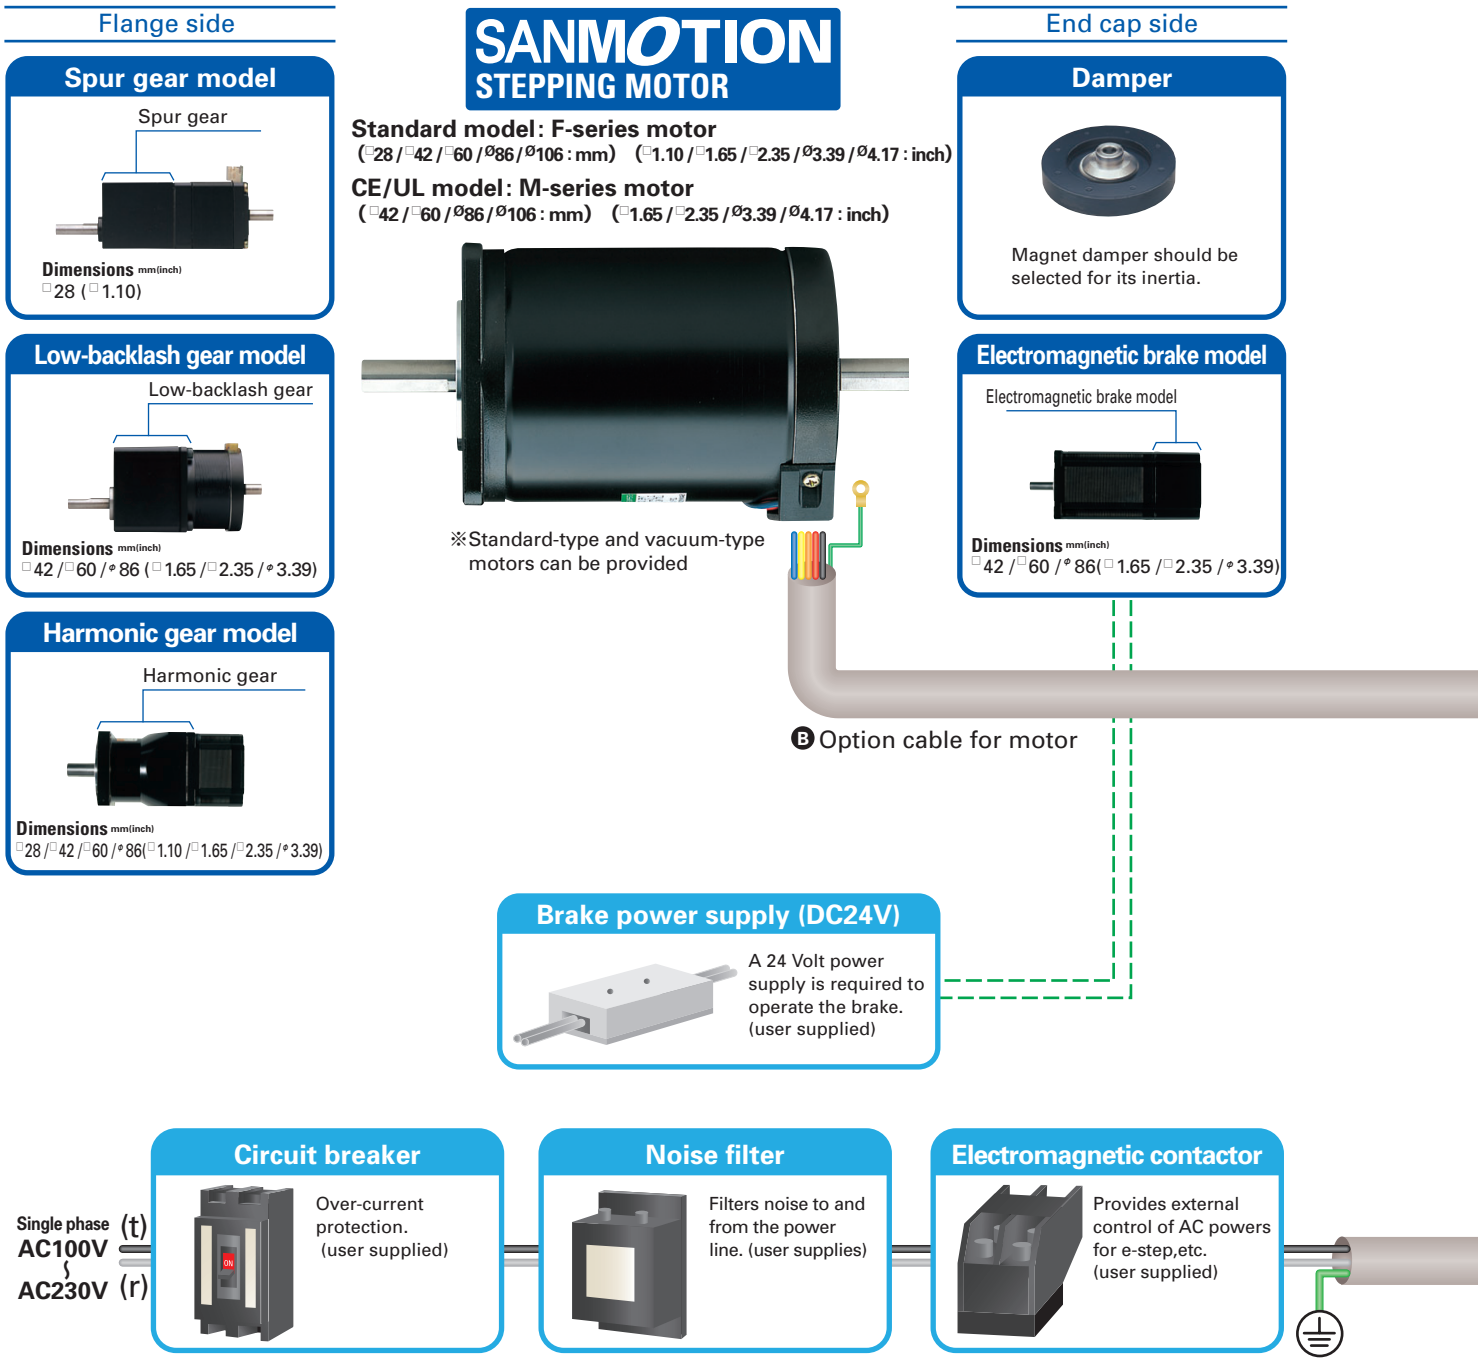 Flange side
Spur gear model
Spur gear
Dimensions mm(inch)
□28 (□1.10)
Low-backlash gear model
Low-backlash gear
Dimensions mm(inch)
□42 /□60 /φ86 (□1.65 /□2.35 /φ3.39)
Harmonic gear model
Harmonic gear
Dimensions mm(inch)
□28 /□42 /□60 /φ86(□1.10 /□1.65 /□2.35 /φ3.39)
SANMOTION
STEPPING MOTOR
Standard model: F-series motor
(□28 / □42 / □60 / Ø86 / Ø106 : mm) (□1.10 / □1.65 / □2.35 / Ø3.39 / Ø4.17 : inch)
CE/UL model: M-series motor
(□42 / □60 / Ø86 / Ø106 : mm) (□1.65 / □2.35 / Ø3.39 / Ø4.17 : inch)
※Standard-type and vacuum-type
motors can be provided
B Option cable for motor
End cap side
Damper
Magnet damper should be
selected for its inertia.
Electromagnetic brake model
Electromagnetic brake model
Dimensions mm(inch)
□42 /□60 /φ86(□1.65 /□2.35 /φ3.39)
Brake power supply (DC24V)
A 24 Volt power
supply is required to
operate the brake.
(user supplied)
Single phase (t)
AC100V
∫
AC230V (r)
Circuit breaker
Over-current
protection.
(user supplied)
ON
Noise filter
Filters noise to and
from the power
line. (user supplies)
Electromagnetic contactor
Provides external
control of AC powers
for e-step,etc.
(user supplied)